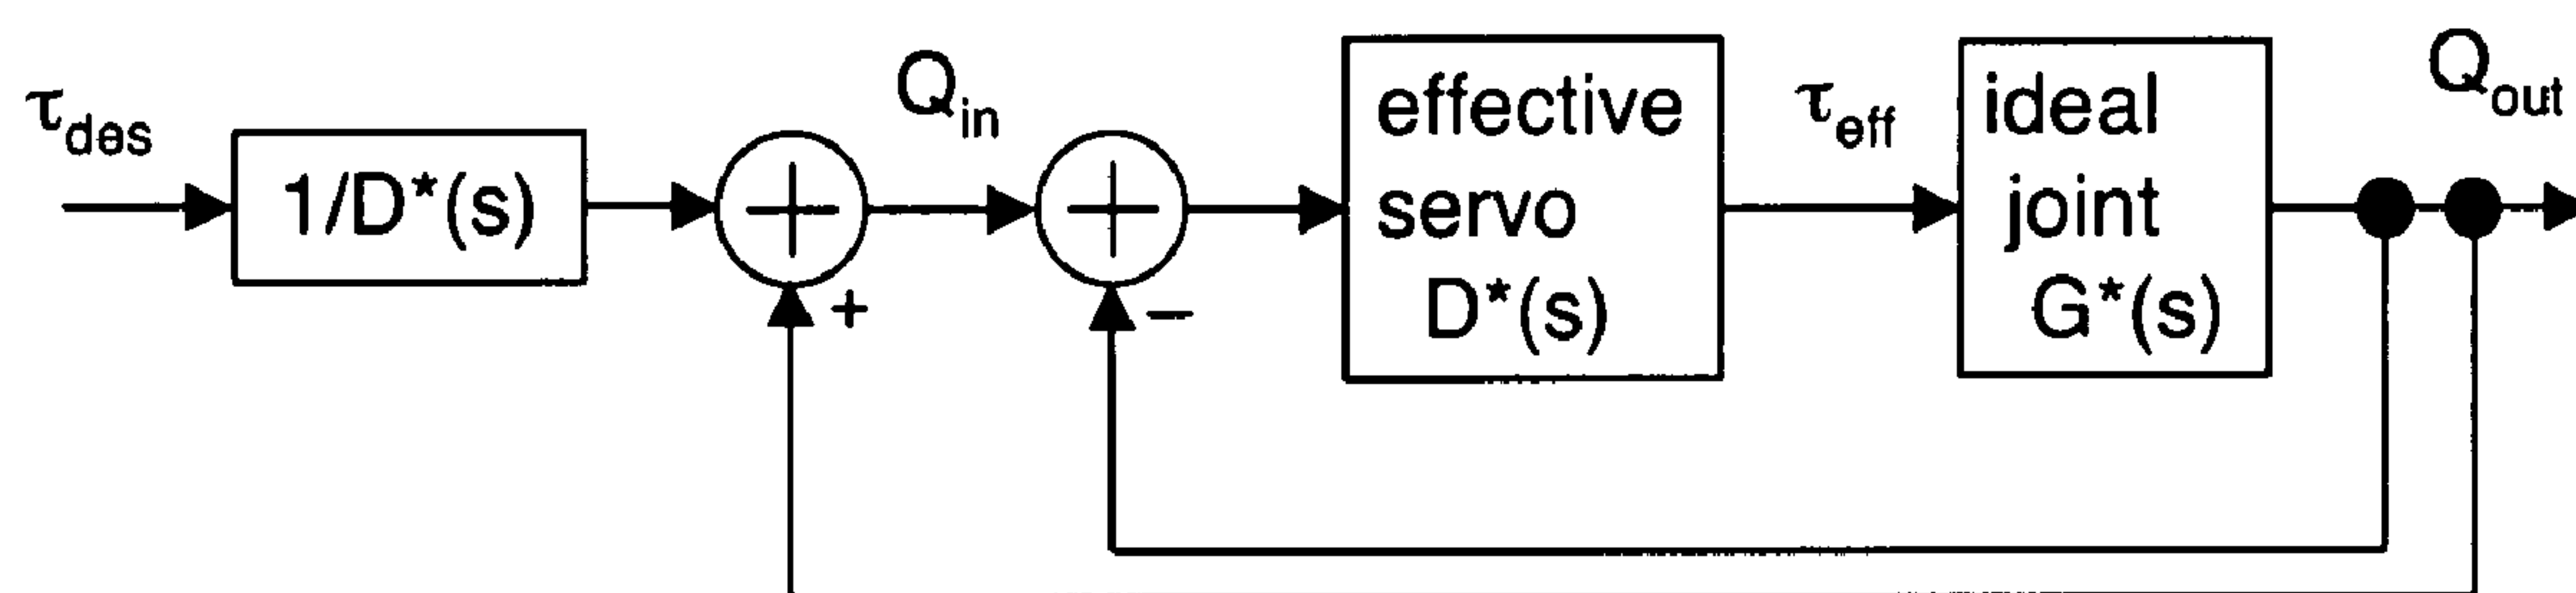 τdes
1/D*(s)
+
Qin
−
effective
servo
D*(s)
τeff
ideal
joint
G*(s)
Qout